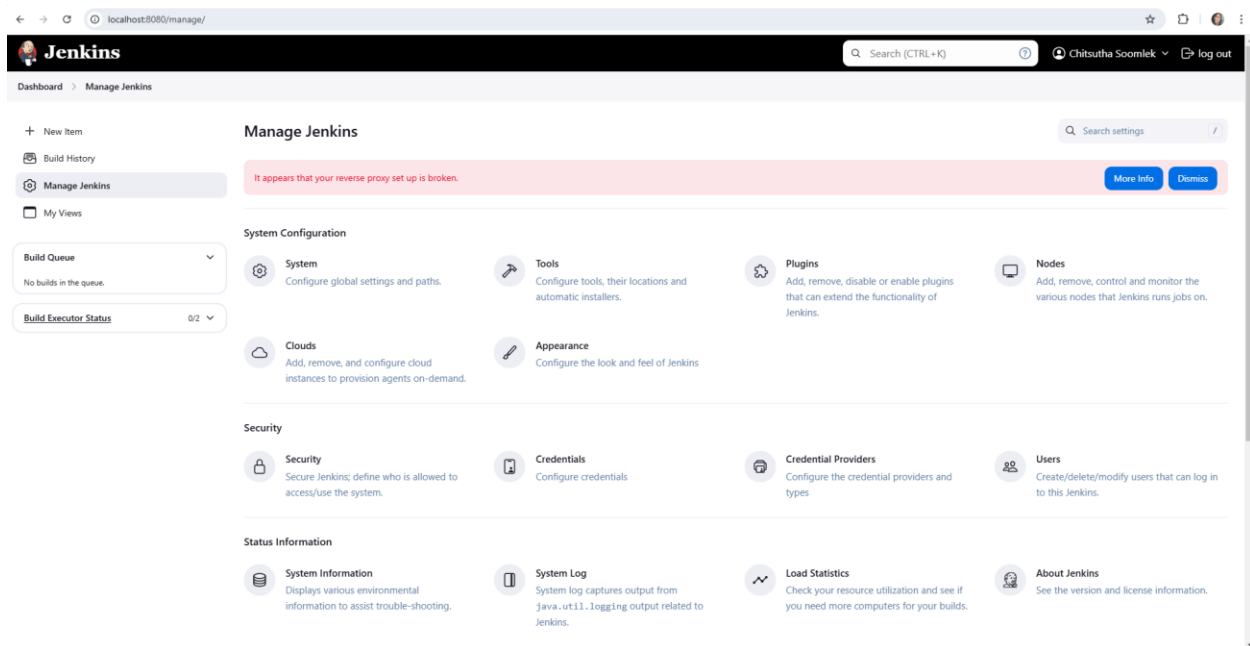 localhost:8080/manage/
Jenkins
Search (CTRL+K)
?
Chitsutha Soomlek
log out
Dashboard > Manage Jenkins
New Item
Build History
Manage Jenkins
My Views
Build Queue
No builds in the queue.
Build Executor Status
0/2
Manage Jenkins
Search settings
/
It appears that your reverse proxy set up is broken.
More Info
Dismiss
System Configuration
System
Configure global settings and paths.
Tools
Configure tools, their locations and
automatic installers.
Plugins
Add, remove, disable or enable plugins
that can extend the functionality of
Jenkins.
Nodes
Add, remove, control and monitor the
various nodes that Jenkins runs jobs on.
Clouds
Add, remove, and configure cloud
instances to provision agents on-demand.
Appearance
Configure the look and feel of Jenkins
Security
Security
Secure Jenkins; define who is allowed to
access/use the system.
Credentials
Configure credentials
Credential Providers
Configure the credential providers and
types
Users
Create/delete/modify users that can log in
to this Jenkins.
Status Information
System Information
Displays various environmental
information to assist trouble-shooting.
System Log
System log captures output from
java.util.logging output related to
Jenkins.
Load Statistics
Check your resource utilization and see if
you need more computers for your builds.
About Jenkins
See the version and license information.